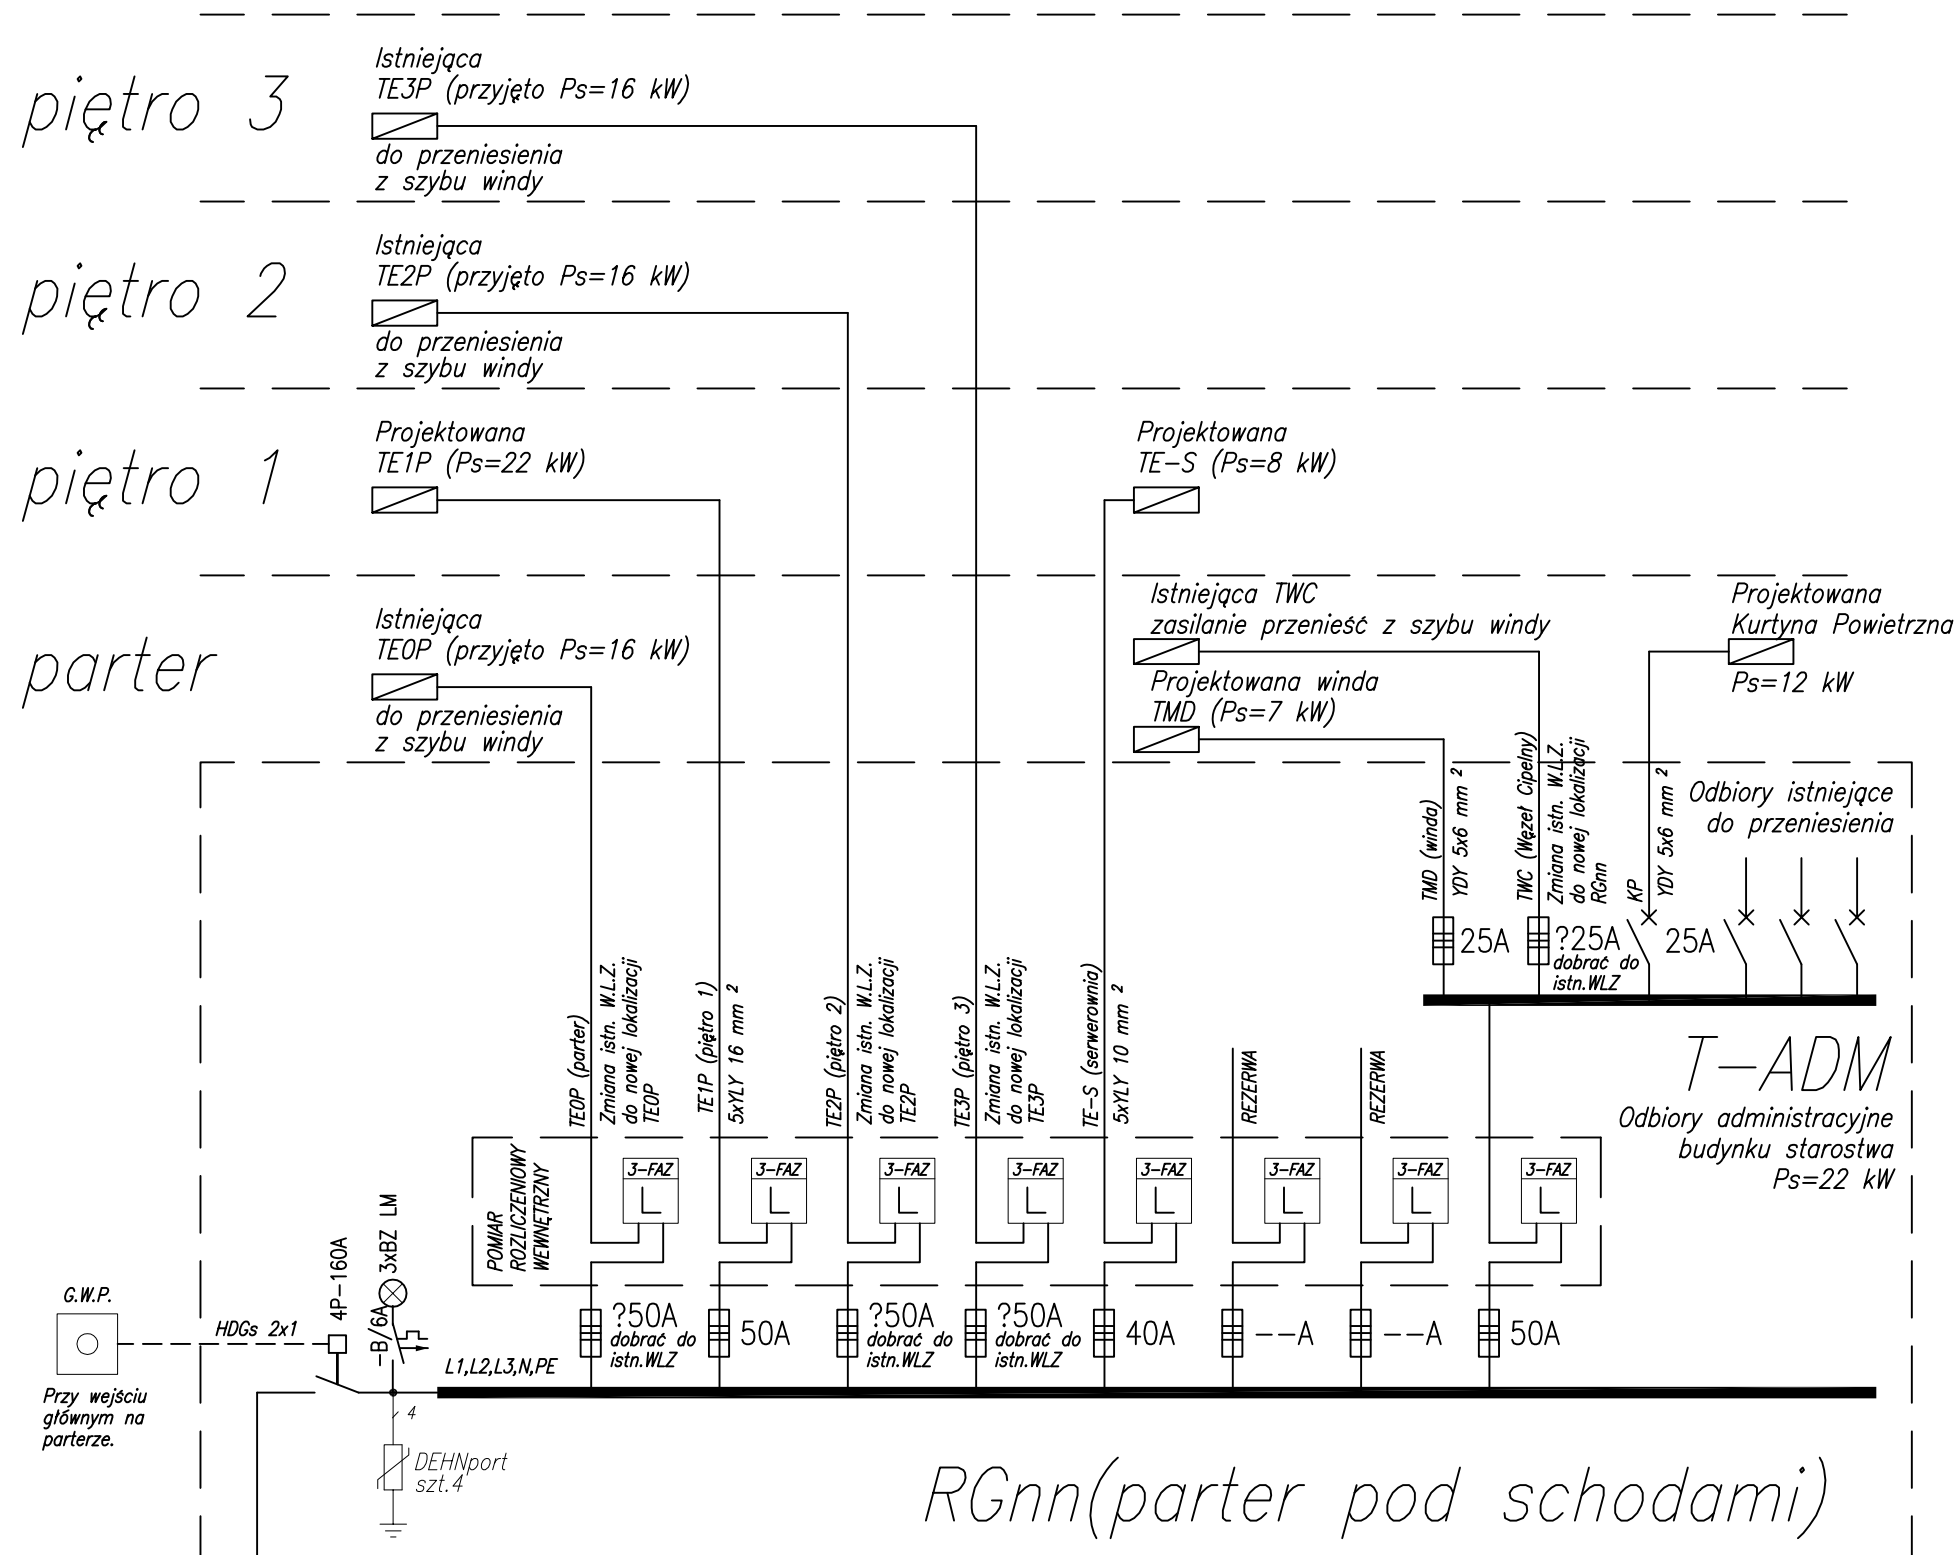 piętro 3
Istniejąca
TE3P (przyjęto Ps=16 kW)
do przeniesienia
z szybu windy
piętro 2
Istniejąca
TE2P (przyjęto Ps=16 kW)
do przeniesienia
z szybu windy
piętro 1
Projektowana
TE1P (Ps=22 kW)
Projektowana
TE-S (Ps=8 kW)
parter
Istniejąca
TE0P (przyjęto Ps=16 kW)
do przeniesienia
z szybu windy
Istniejąca TWC
zasilanie przenieść z szybu windy
Projektowana winda
TMD (Ps=7 kW)
Projektowana
Kurtyna Powietrzna
Ps=12 kW
TMD (winda)
YDY 5x6 mm 2
TWC (Węzeł Cipelny)
Zmiana istn. W.L.Z.
do nowej lokalizacji
RGnn
KP
YDY 5x6 mm 2
Odbiory istniejące
do przeniesienia
25A
?25A
dobrać do
istn.WLZ
25A
T-ADM
Odbiory administracyjne
budynku starostwa
Ps=22 kW
TE0P (parter)
Zmiana istn. W.L.Z.
do nowej lokalizacji
TE0P
TE1P (piętro 1)
5xYLY 16 mm 2
TE2P (piętro 2)
Zmiana istn. W.L.Z.
do nowej lokalizacji
TE2P
TE3P (piętro 3)
Zmiana istn. W.L.Z.
do nowej lokalizacji
TE3P
TE-S (serwerownia)
5xYLY 10 mm 2
REZERWA
REZERWA
POMIAR
ROZLICZENIOWY
WEWNĘTRZNY
3-FAZ
3-FAZ
3-FAZ
3-FAZ
3-FAZ
3-FAZ
3-FAZ
3-FAZ
?50A
dobrać do
istn.WLZ
50A
?50A
dobrać do
istn.WLZ
?50A
dobrać do
istn.WLZ
40A
--A
--A
50A
G.W.P.
HDGs 2x1
4P-160A
3xBZ LM
-B/6A
L1,L2,L3,N,PE
Przy wejściu
głównym na
parterze.
4
DEHNport
szt.4
RGnn(parter pod schodami)